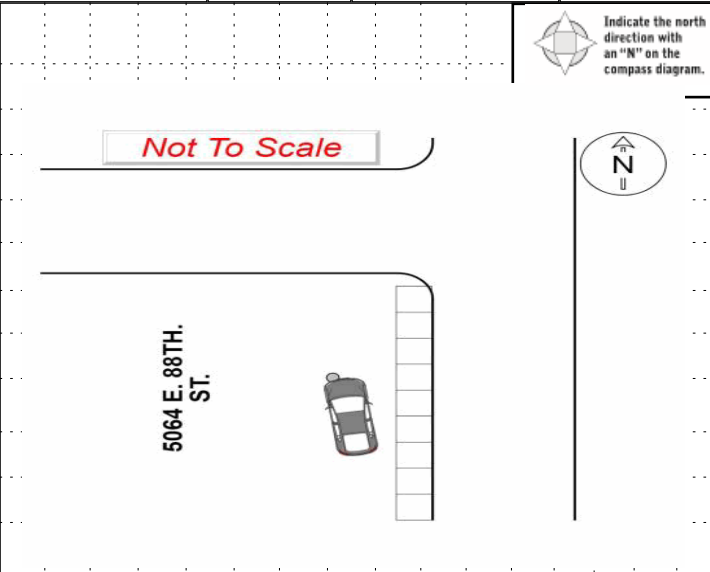 Indicate the north
direction with
an “N” on the
compass diagram.
Not To Scale
N
5064 E. 88TH.
ST.